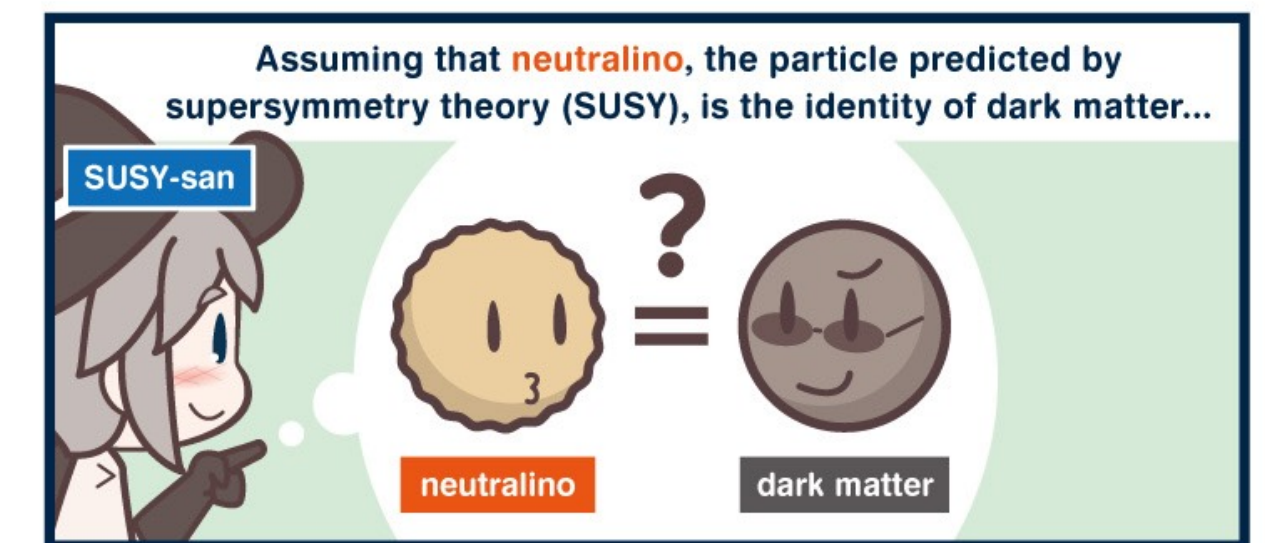 Assuming that neutralino, the particle predicted by
supersymmetry theory (SUSY), is the identity of dark matter...
SUSY-san
?
=
neutralino
dark matter